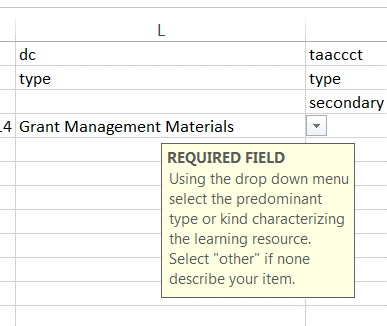 L
dc taaccct
type type
secondary
14 Grant Management Materials
REQUIRED FIELD
Using the drop down menu
select the predominant
type or kind characterizing
the learning resource.
Select "other" if none
describe your item.